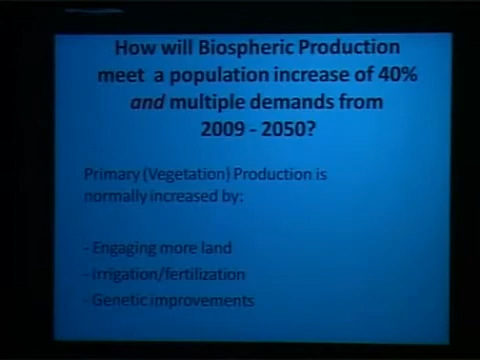 How will Biospheric Production
meet a population increase of 40%
and multiple demands from
2009 - 2050?
Primary (Vegetation) Production is
normally increased by:
- Engaging more land
- Irrigation/fertilization
- Genetic improvements